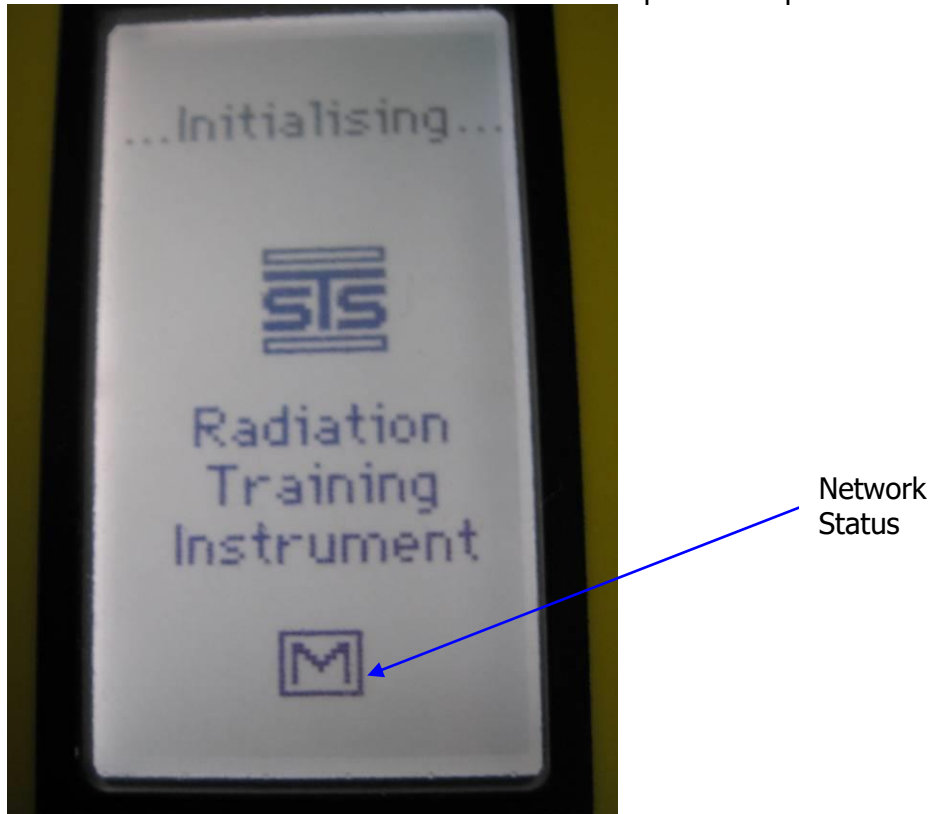 ...Initialising...
STS
Radiation
Training
Instrument
M
Network
Status